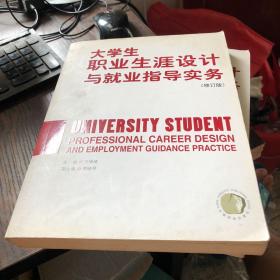 大学生
职业生涯设计
与就业指导实务
(修订版)
UNIVERSITY STUDENT
PROFESSIONAL CAREER DESIGN
AND EMPLOYMENT GUIDANCE PRACTICE